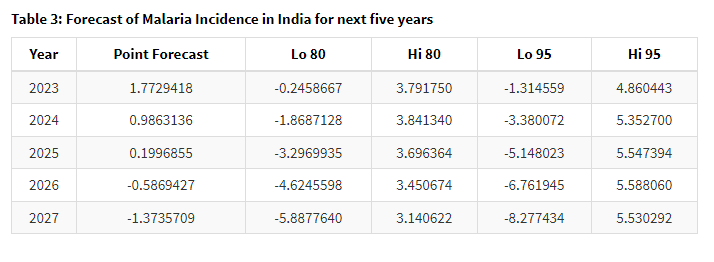 Table 3: Forecast of Malaria Incidence in India for next five years
Year Point Forecast Lo 80 Hi 80 Lo 95 Hi 95
2023 1.7729418 -0.2458667 3.791750 -1.314559 4.860443
2024 0.9863136 -1.8687128 3.841340 -3.380072 5.352700
2025 0.1996855 -3.2969935 3.696364 -5.148023 5.547394
2026 -0.5869427 -4.6245598 3.450674 -6.761945 5.588060
2027 -1.3735709 -5.8877640 3.140622 -8.277434 5.530292